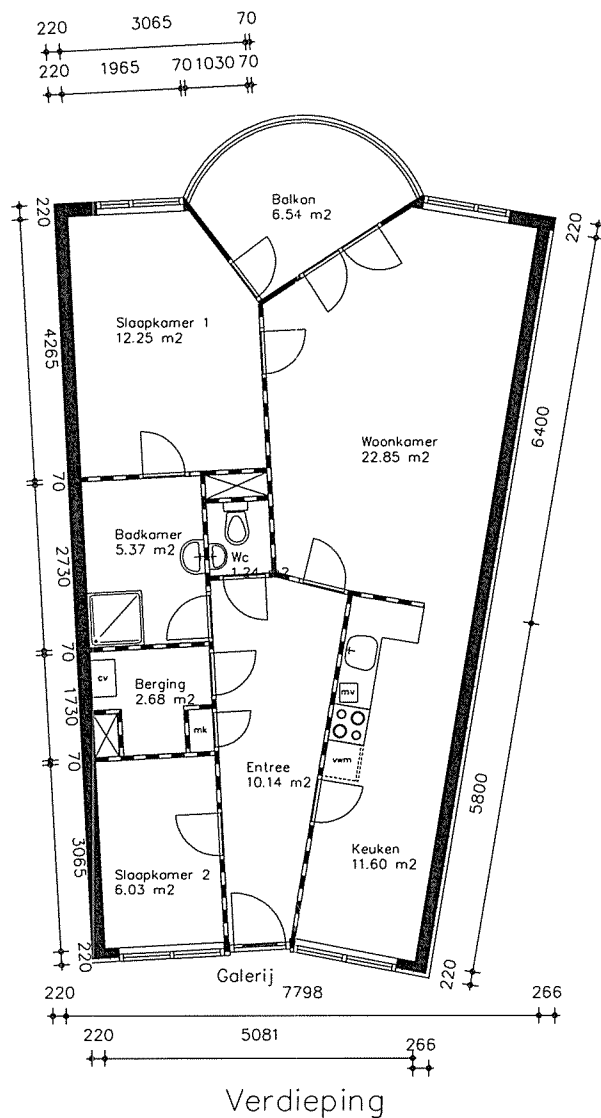 220 3065 70
220 1965 70 1030 70
Balkon
6.54 m2
220
220
Slaapkamer 1
12.25 m2
4265
Woonkamer
22.85 m2
6400
70
Badkamer
5.37 m2
2730
Wc
70
cv
Berging
2.68 m2
1730
mk
mv
vwm
Entree
10.14 m2
70
5800
Keuken
11.60 m2
Slaapkamer 2
6.03 m2
3065
220
Galerij
220
220 7798 266
220 5081 266
Verdieping